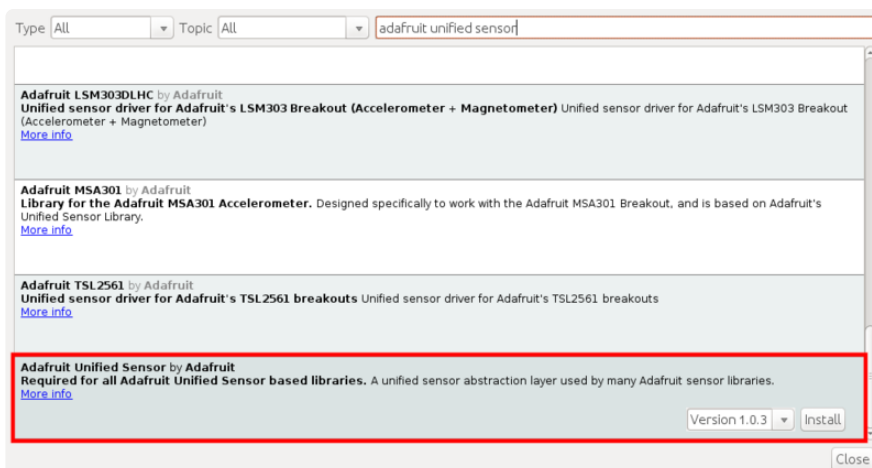 Type All Topic All adafruit unified sensor
Adafruit LSM303DLHC by Adafruit
Unified sensor driver for Adafruit's LSM303 Breakout (Accelerometer + Magnetometer) Unified sensor driver for Adafruit's LSM303 Breakout
(Accelerometer + Magnetometer)
More info
Adafruit MSA301 by Adafruit
Library for the Adafruit MSA301 Accelerometer. Designed specifically to work with the Adafruit MSA301 Breakout, and is based on Adafruit's
Unified Sensor Library.
More info
Adafruit TSL2561 by Adafruit
Unified sensor driver for Adafruit's TSL2561 breakouts Unified sensor driver for Adafruit's TSL2561 breakouts
More info
Adafruit Unified Sensor by Adafruit
Required for all Adafruit Unified Sensor based libraries. A unified sensor abstraction layer used by many Adafruit sensor libraries.
More info
Version 1.0.3 Install
Close